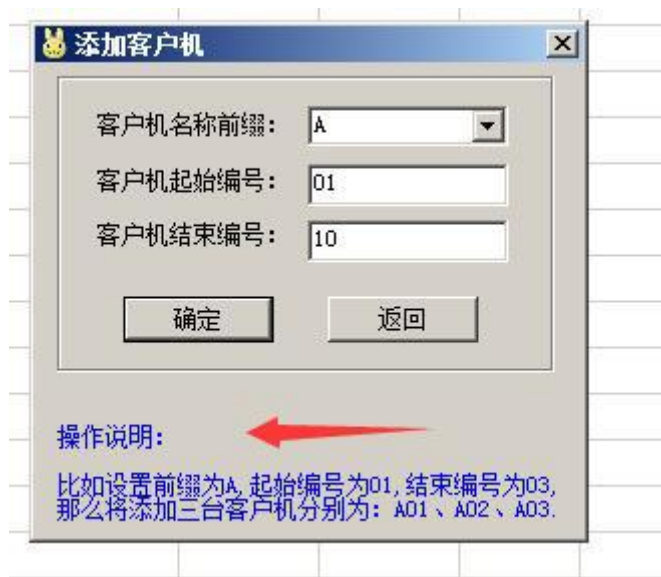 添加客户机
客户机名称前缀： A
客户机起始编号： 01
客户机结束编号： 10
确定 返回
操作说明：
比如设置前缀为A,起始编号为01,结束编号为03,
那么将添加三台客户机分别为：A01、A02、A03.